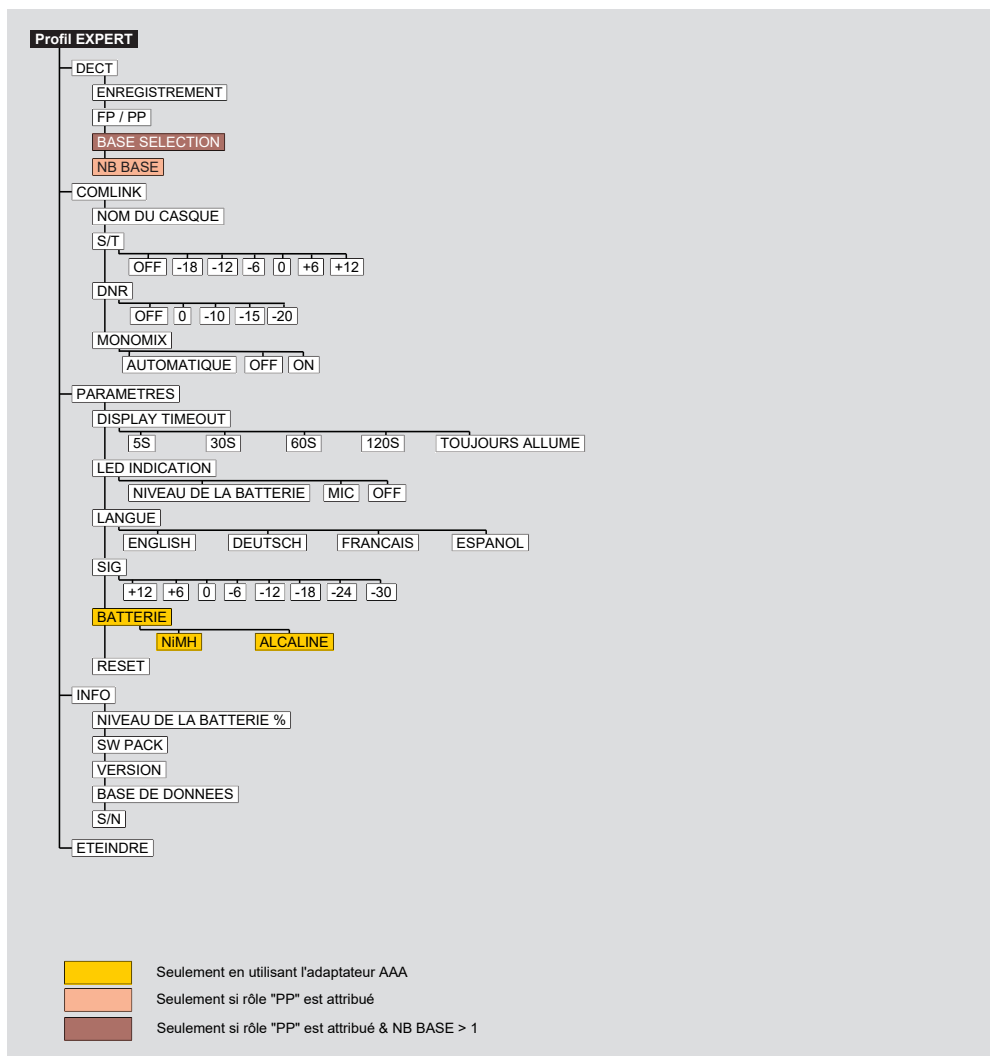 Profil EXPERT
DECT
ENREGISTREMENT
FP / PP
BASE SELECTION
NB BASE
COMLINK
NOM DU CASQUE
S/T
OFF -18 -12 -6 0 +6 +12
DNR
OFF 0 -10 -15 -20
MONOMIX
AUTOMATIQUE OFF ON
PARAMETRES
DISPLAY TIMEOUT
5S 30S 60S 120S TOUJOURS ALLUME
LED INDICATION
NIVEAU DE LA BATTERIE MIC OFF
LANGUE
ENGLISH DEUTSCH FRANCAIS ESPANOL
SIG
+12 +6 0 -6 -12 -18 -24 -30
BATTERIE
NiMH ALCALINE
RESET
INFO
NIVEAU DE LA BATTERIE %
SW PACK
VERSION
BASE DE DONNEES
S/N
ETEINDRE
Seulement en utilisant l'adaptateur AAA
Seulement si rôle "PP" est attribué
Seulement si rôle "PP" est attribué & NB BASE > 1